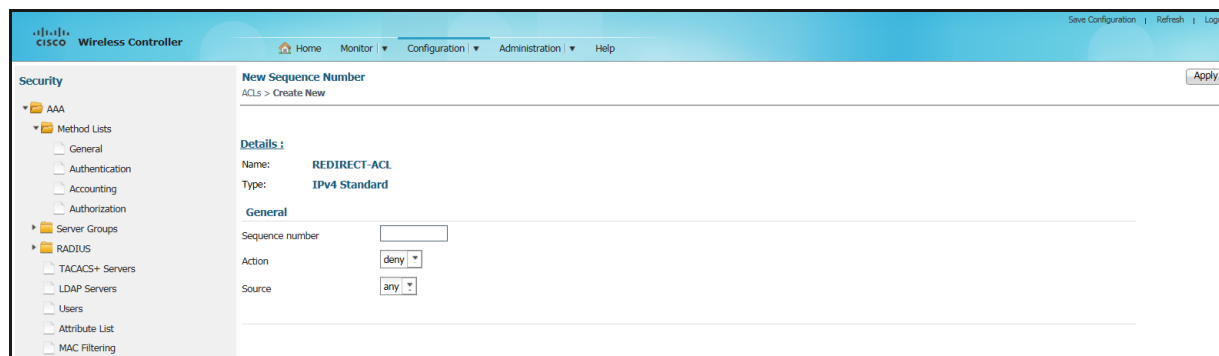 Save Configuration | Refresh | Logi
CISCO Wireless Controller
Home Monitor | Configuration | Administration | Help
Security
New Sequence Number
Apply
ACLs > Create New
AAA
Method Lists
General
Authentication
Accounting
Authorization
Server Groups
RADIUS
TACACS+ Servers
LDAP Servers
Users
Attribute List
MAC Filtering
Details :
Name: REDIRECT-ACL
Type: IPv4 Standard
General
Sequence number
Action deny
Source any